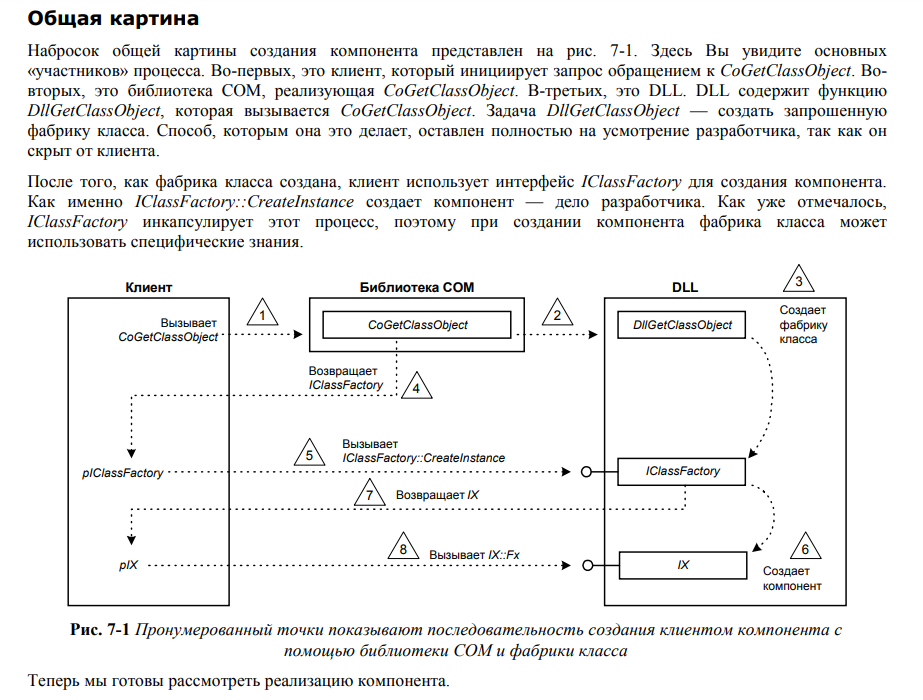 Общая картина
Набросок общей картины создания компонента представлен на рис. 7-1. Здесь Вы увидите основных
«участников» процесса. Во-первых, это клиент, который инициирует запрос обращением к CoGetClassObject. Во-
вторых, это библиотека COM, реализующая CoGetClassObject. В-третьих, это DLL. DLL содержит функцию
DllGetClassObject, которая вызывается CoGetClassObject. Задача DllGetClassObject — создать запрошенную
фабрику класса. Способ, которым она это делает, оставлен полностью на усмотрение разработчика, так как он
скрыт от клиента.
После того, как фабрика класса создана, клиент использует интерфейс IClassFactory для создания компонента.
Как именно IClassFactory::CreateInstance создает компонент — дело разработчика. Как уже отмечалось,
IClassFactory инкапсулирует этот процесс, поэтому при создании компонента фабрика класса может
использовать специфические знания.
Клиент
Библиотека COM
DLL
3
Вызывает
CoGetClassObject
1
CoGetClassObject
2
DllGetClassObject
Создает
фабрику
класса
Возвращает
IClassFactory
4
5
Вызывает
IClassFactory::CreateInstance
pIClassFactory
IClassFactory
7
Возвращает IX
8
Вызывает IX::Fx
6
pIX
IX
Создает
компонент
Рис. 7-1 Пронумерованный точки показывают последовательность создания клиентом компонента с
помощью библиотеки COM и фабрики класса
Теперь мы готовы рассмотреть реализацию компонента.